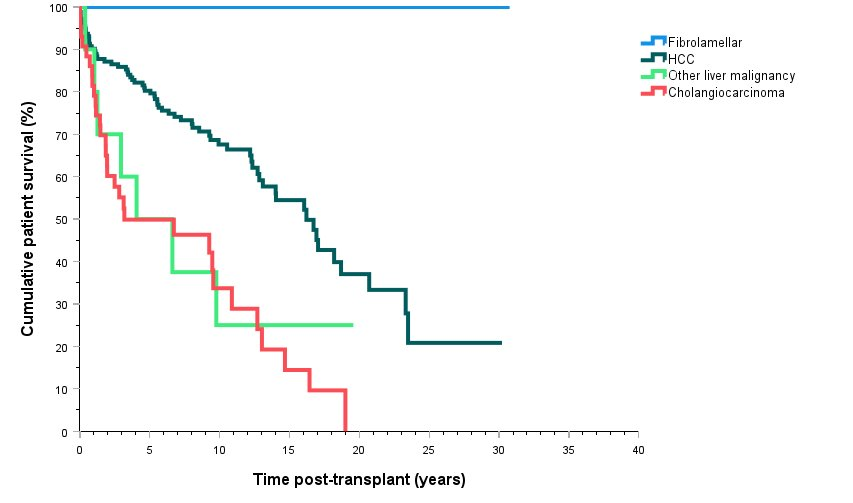 100
90
80
70
60
50
40
30
20
10
0
Cumulative patient survival (%)
0 5 10 15 20 25 30 35 40
Time post-transplant (years)
Fibrolamellar
HCC
Other liver malignancy
Cholangiocarcinoma